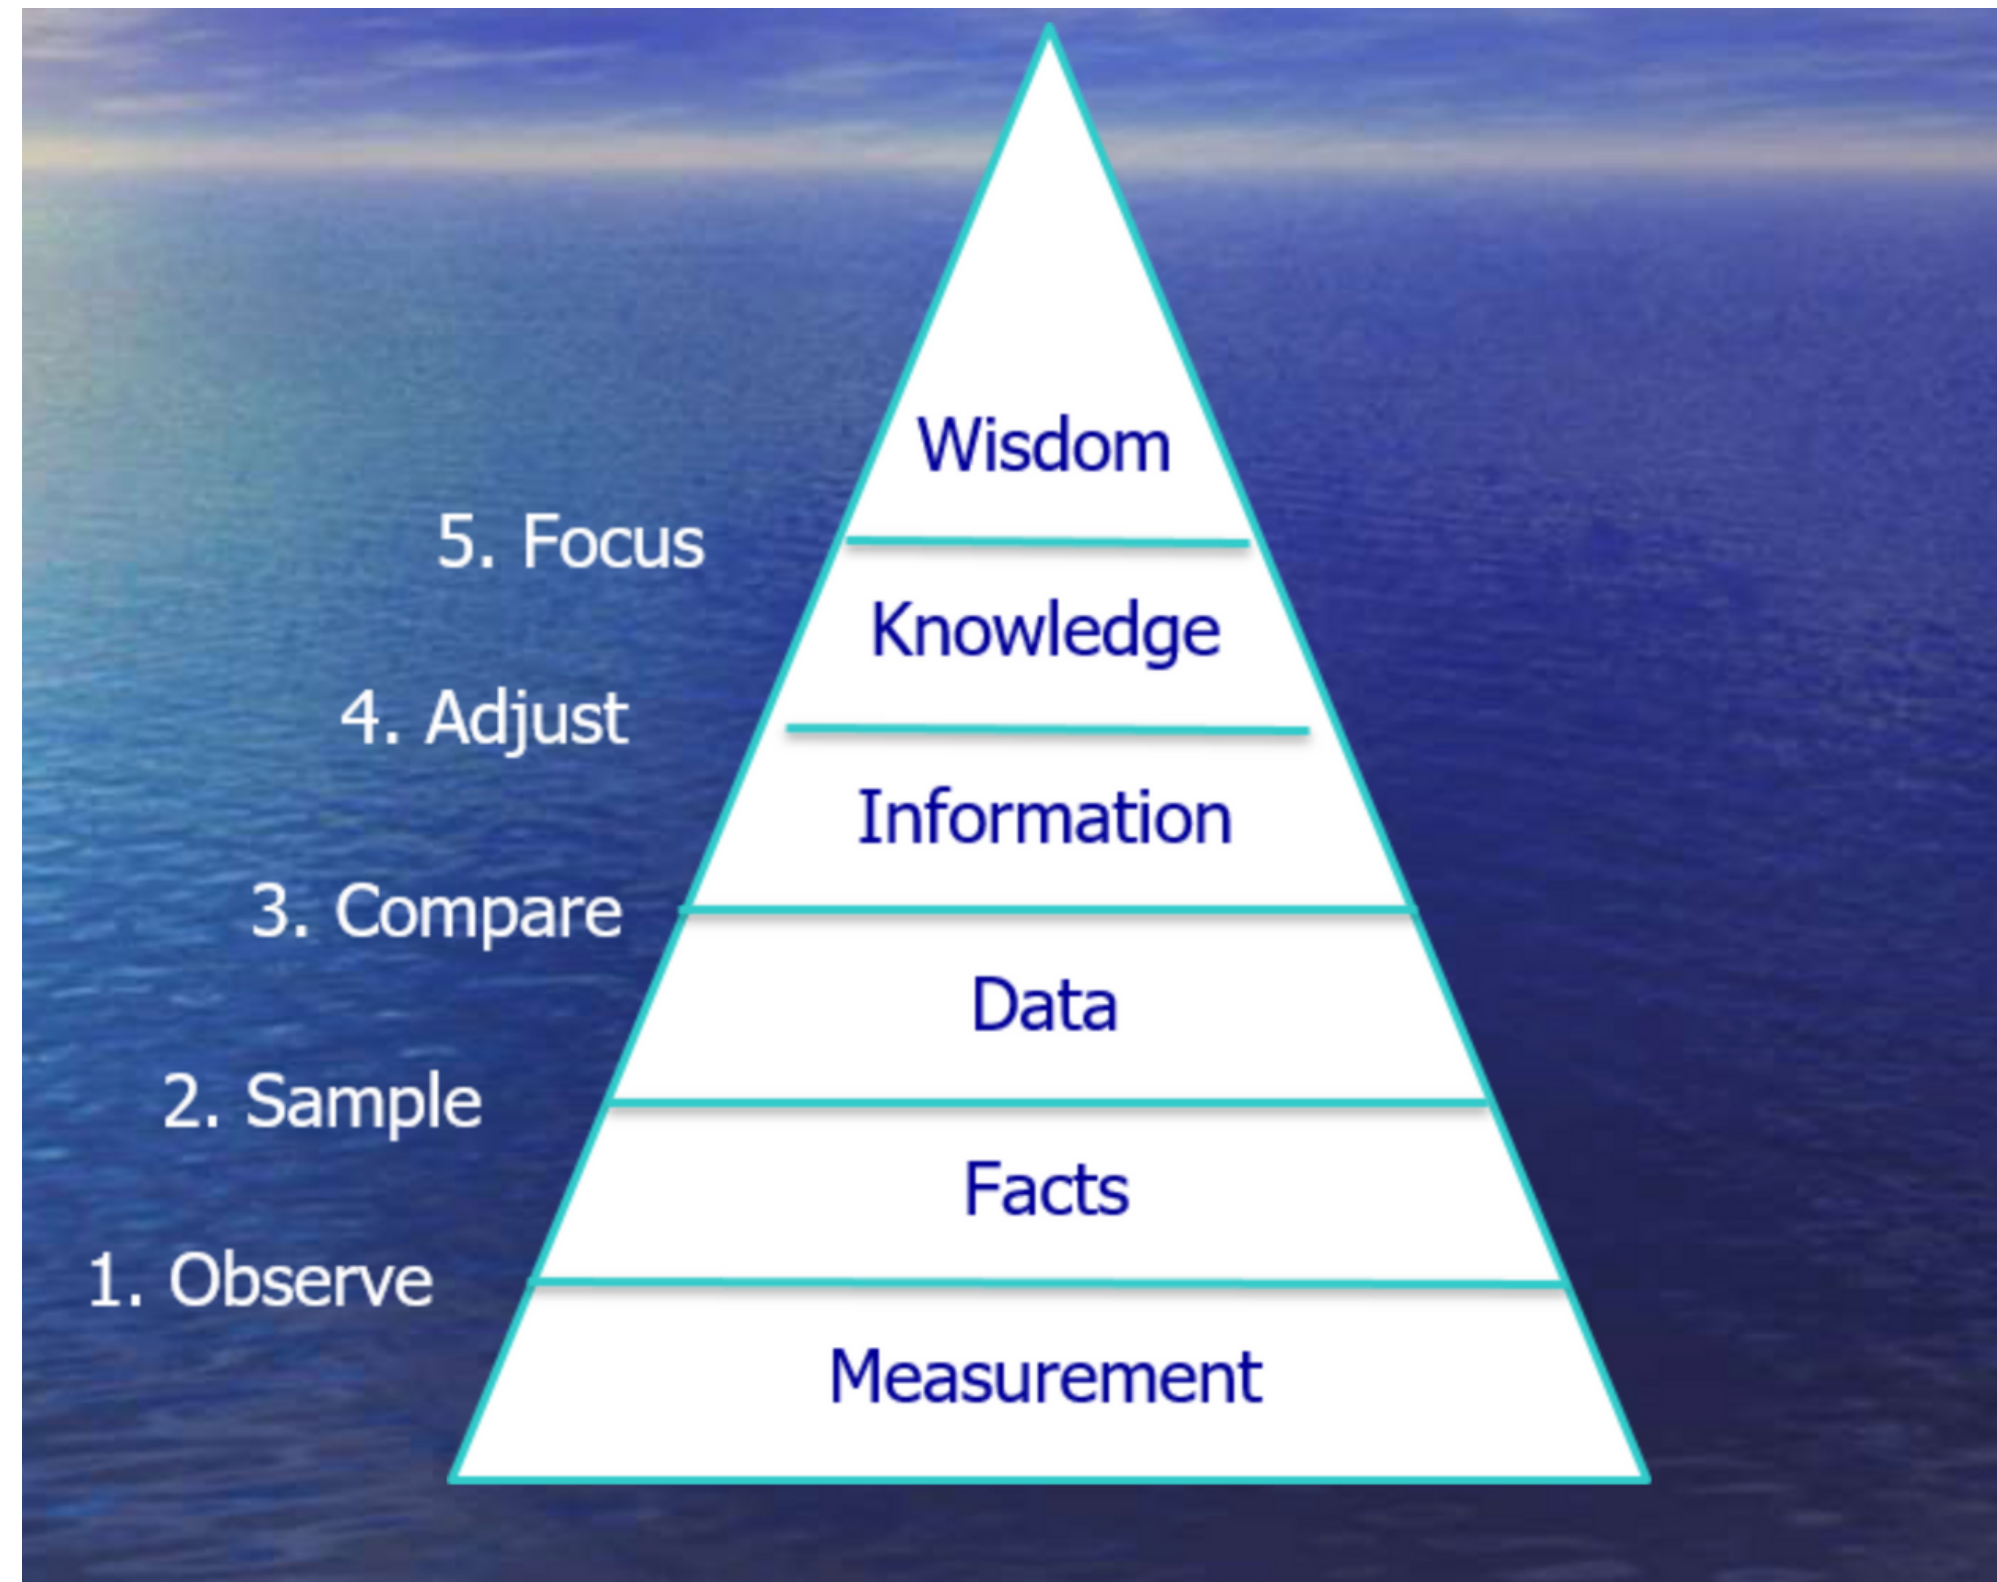 Wisdom
5. Focus
Knowledge
4. Adjust
Information
3. Compare
Data
2. Sample
Facts
1. Observe
Measurement